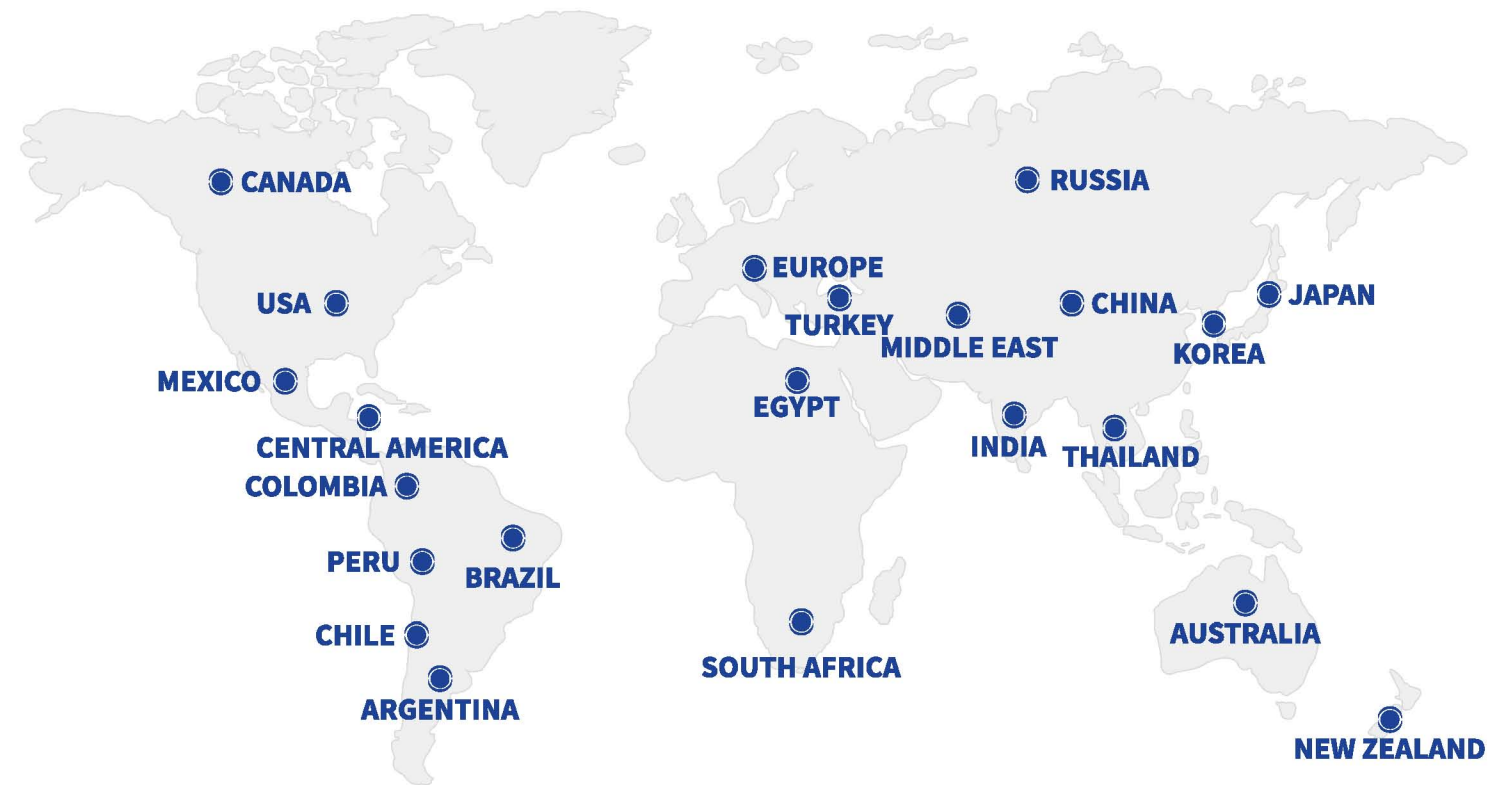 CANADA
RUSSIA
EUROPE
USA
TURKEY
MIDDLE EAST
CHINA
JAPAN
KOREA
MEXICO
EGYPT
CENTRAL AMERICA
INDIA
THAILAND
COLOMBIA
PERU
BRAZIL
CHILE
SOUTH AFRICA
AUSTRALIA
ARGENTINA
NEW ZEALAND